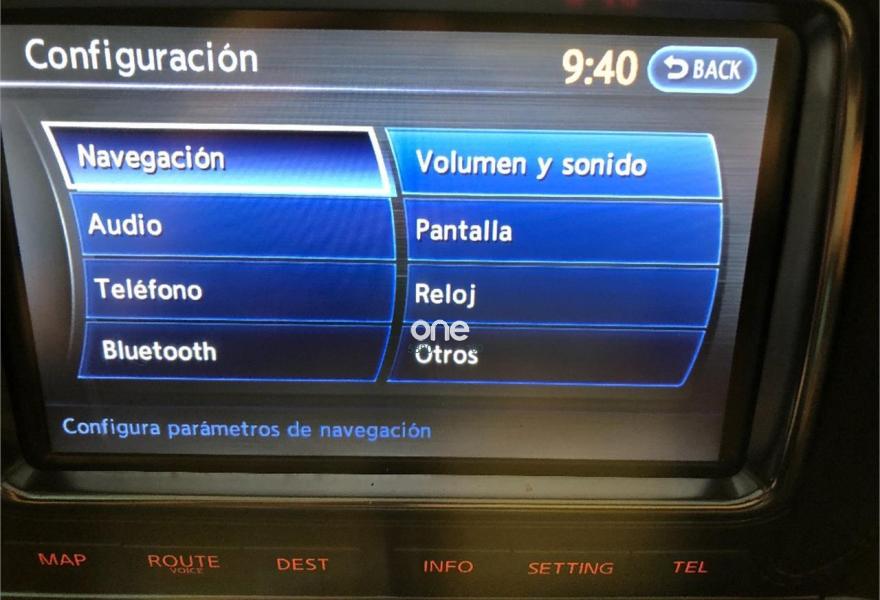 Configuración
9:40 BACK
Navegación Volumen y sonido
Audio Pantalla
Teléfono Reloj
Bluetooth one
Otros
Configura parámetros de navegación
MAP ROUTE DEST INFO SETTING TEL
VOICE